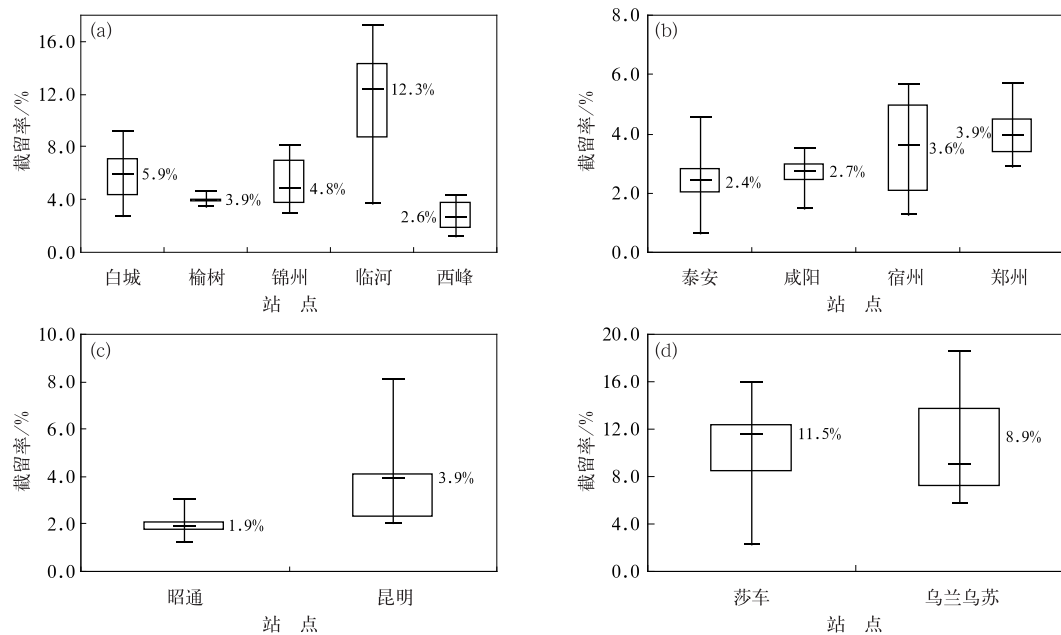 (a)
截留率/%
16.0
12.0
8.0
4.0
0.0
5.9%
3.9%
4.8%
12.3%
2.6%
白城 榆树 锦州 临河 西峰
站 点
(b)
截留率/%
8.0
6.0
4.0
2.0
0.0
2.4%
2.7%
3.6%
3.9%
泰安 咸阳 宿州 郑州
站 点
(c)
截留率/%
10.0
8.0
6.0
4.0
2.0
0.0
1.9%
3.9%
昭通 昆明
站 点
(d)
截留率/%
20.0
16.0
12.0
8.0
4.0
0.0
11.5%
8.9%
莎车 乌兰乌苏
站 点